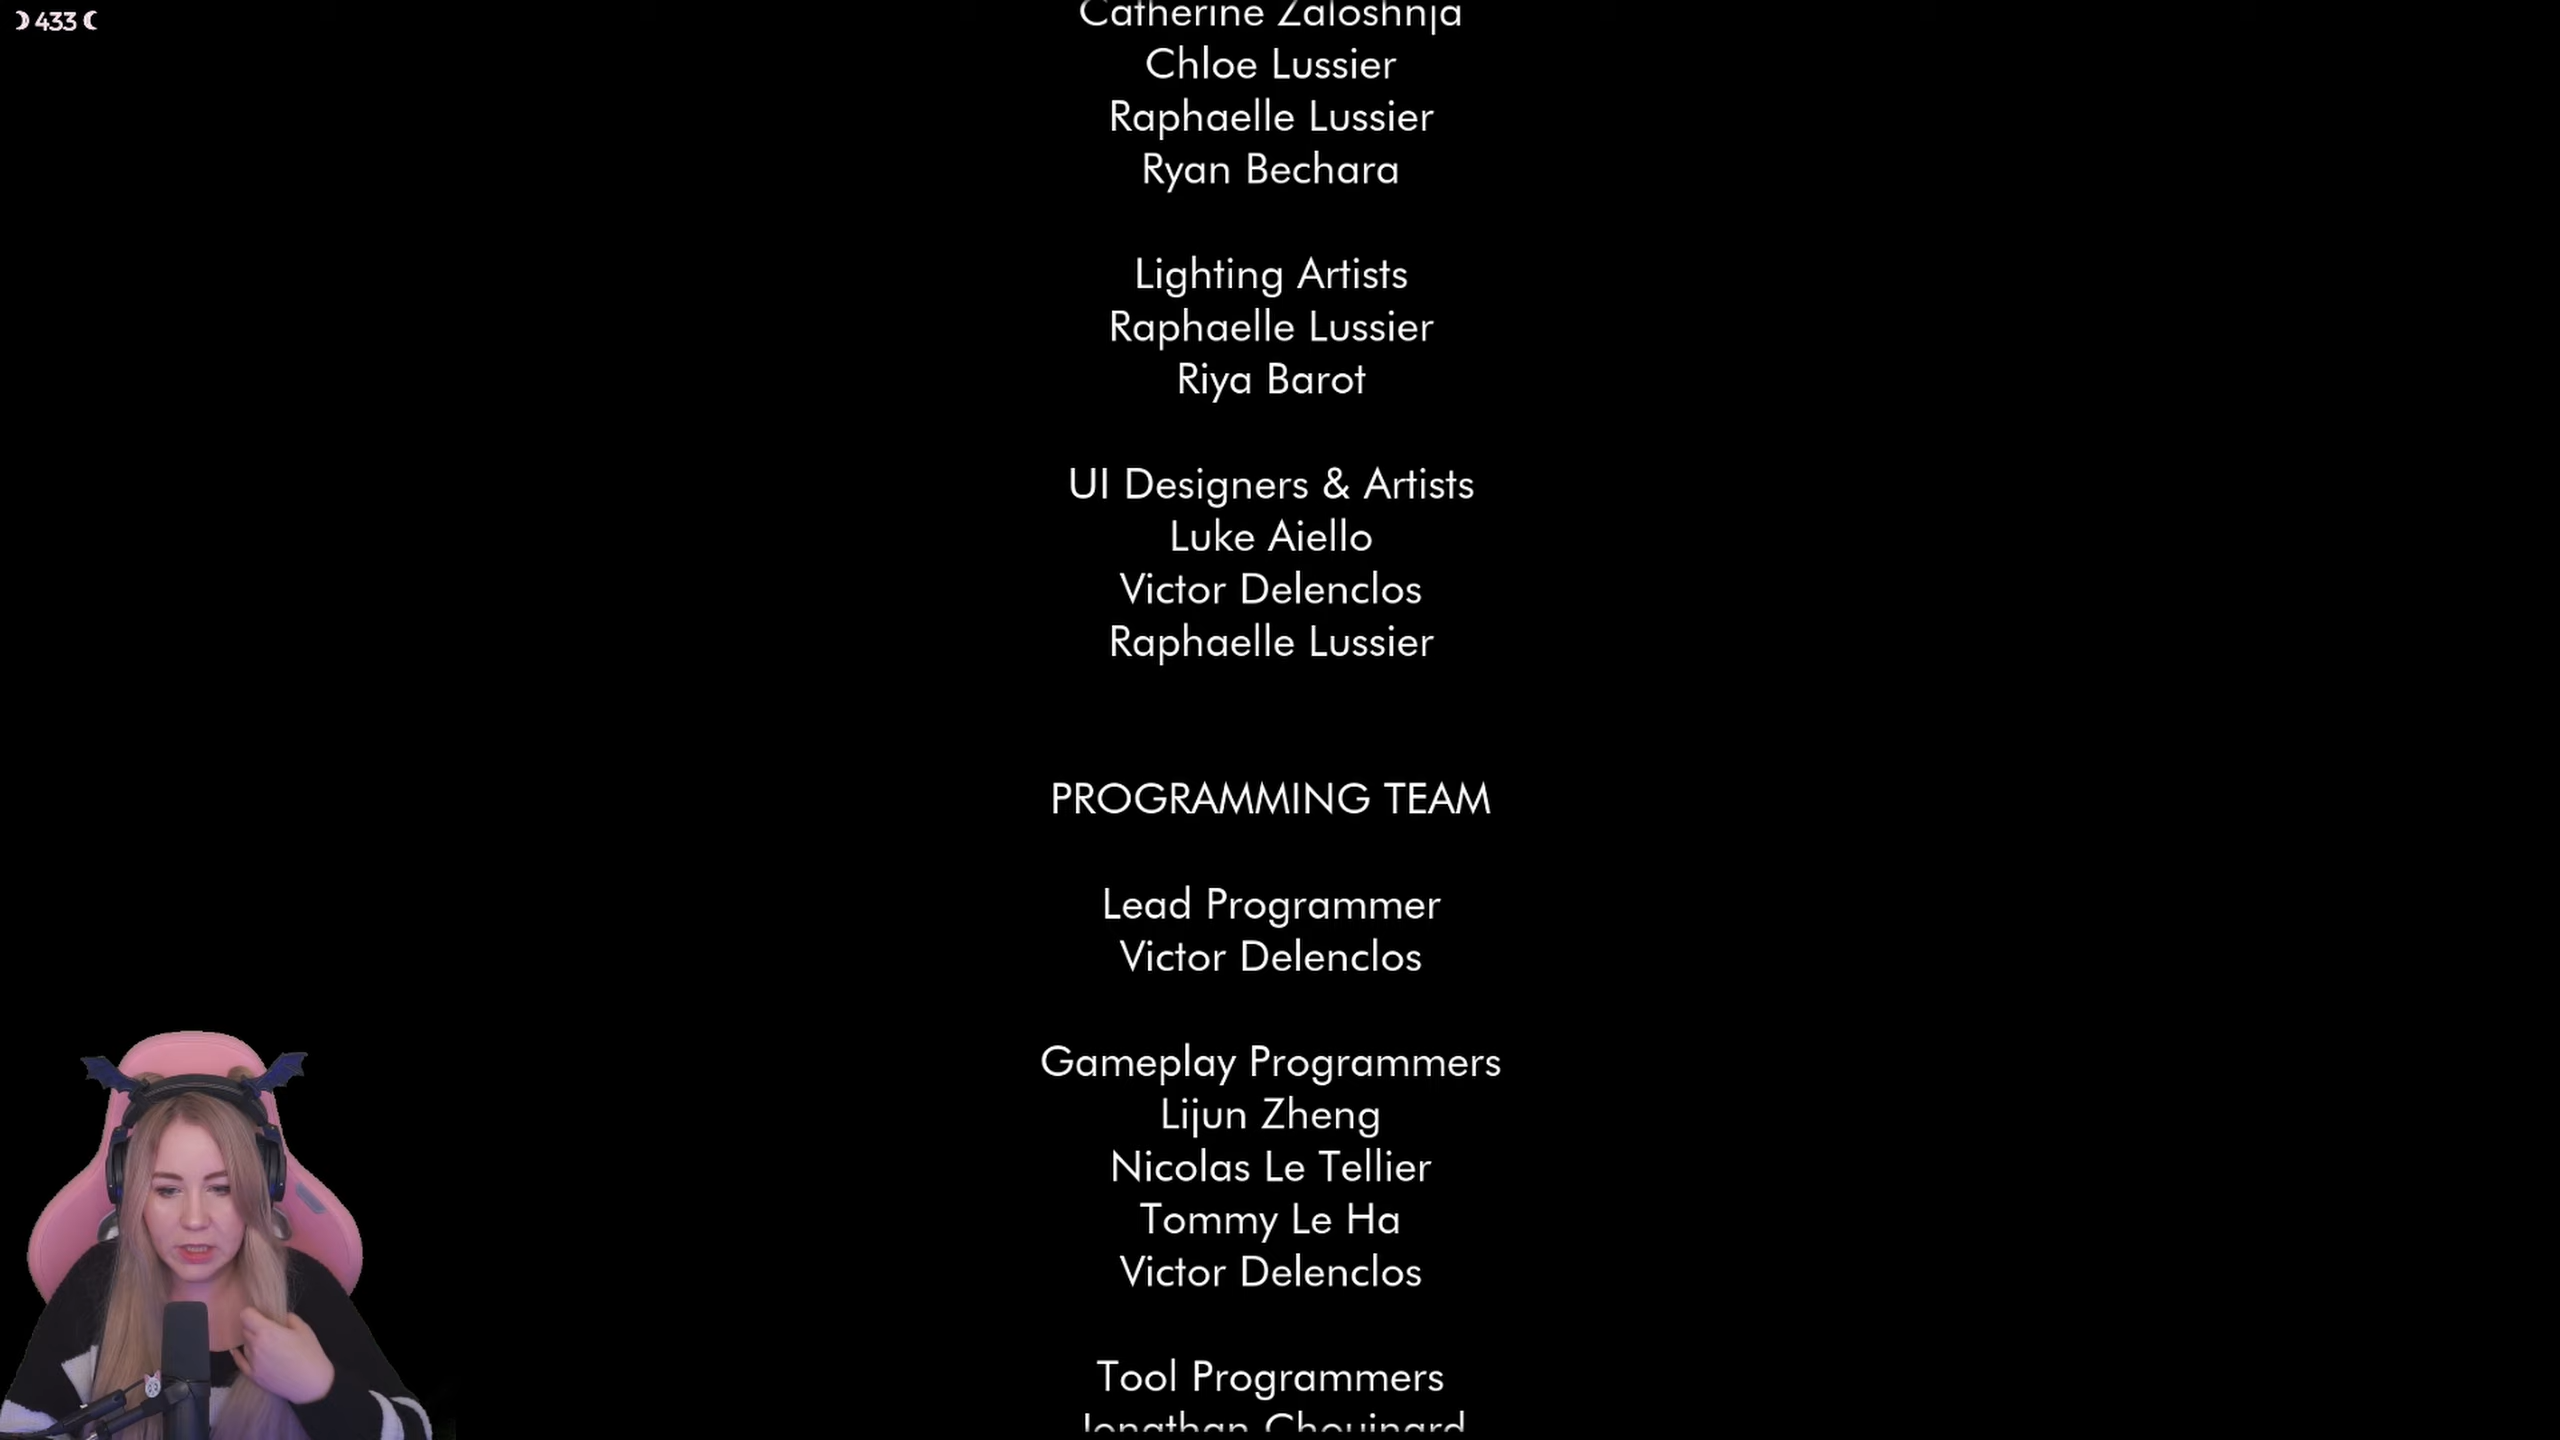 433
Catherine Zaloshnja
Chloe Lussier
Raphaelle Lussier
Ryan Bechara
Lighting Artists
Raphaelle Lussier
Riya Barot
UI Designers & Artists
Luke Aiello
Victor Delenclos
Raphaelle Lussier
PROGRAMMING TEAM
Lead Programmer
Victor Delenclos
Gameplay Programmers
Lijun Zheng
Nicolas Le Tellier
Tommy Le Ha
Victor Delenclos
Tool Programmers
Jonathan Chouinard